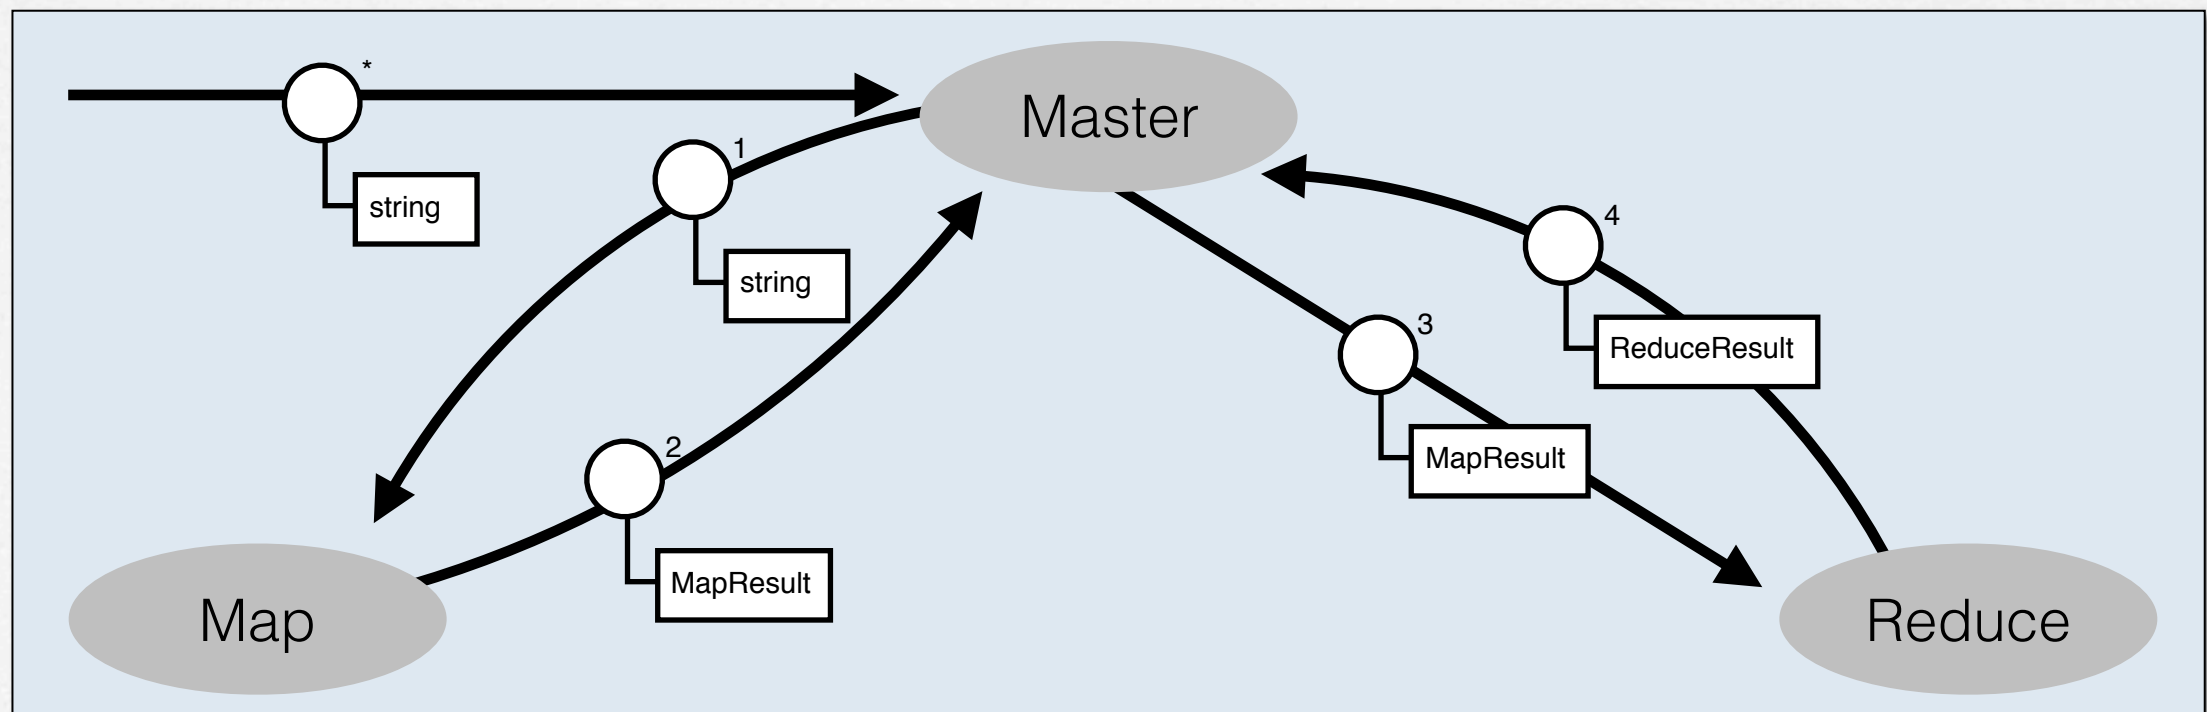 *
string
Master
1
string
4
ReduceResult
3
MapResult
2
MapResult
Map
Reduce